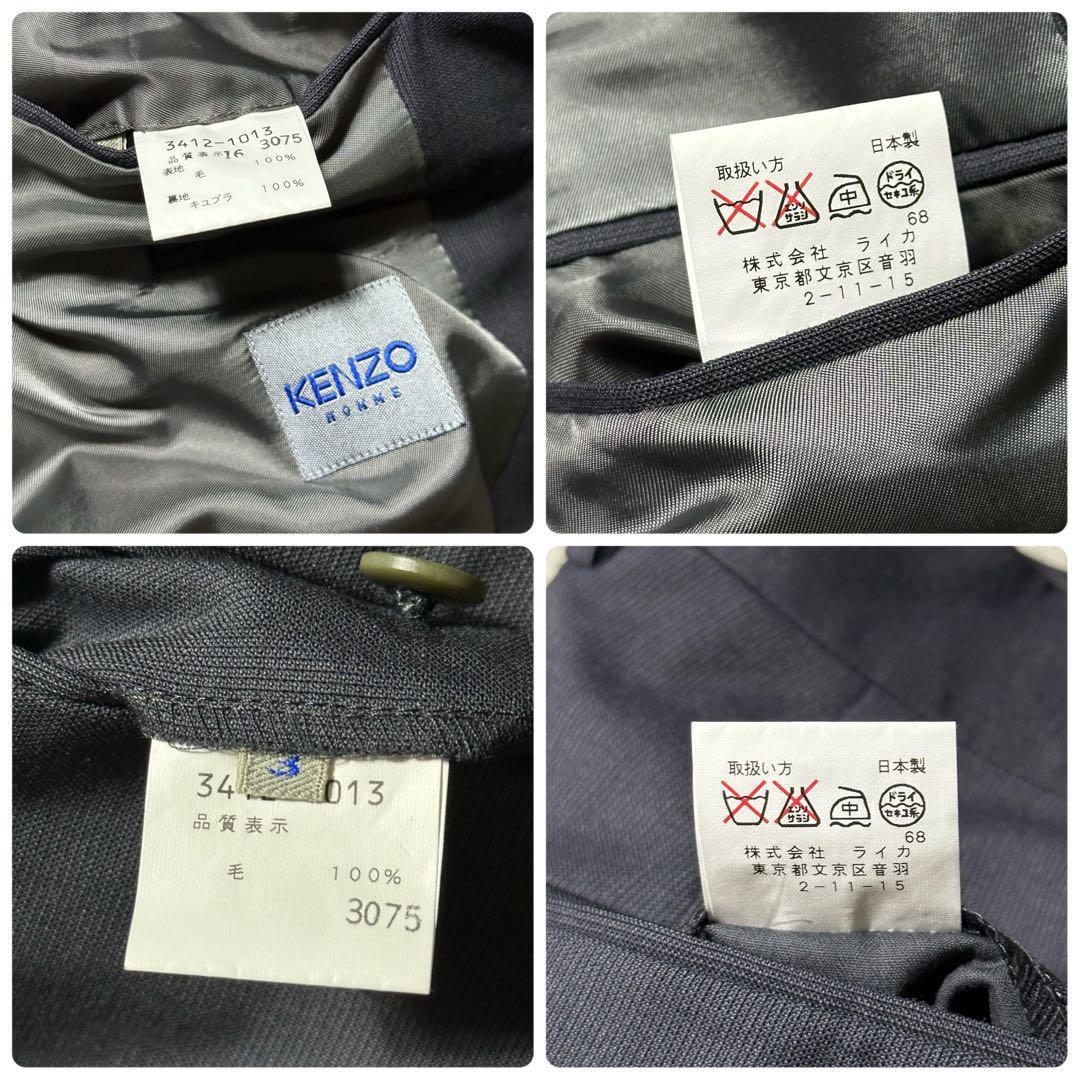 3412-1013
3075
品質表示 16
表地 毛 100%
裏地 キュプラ 100%
KENZO
HOMME
取扱い方 日本製
エンソ
サラシ
中
ドライ
セキユ系
68
株式会社 ライカ
東京都文京区音羽
2-11-15
3
3412-1013
品質表示
毛 100%
3075
取扱い方 日本製
エンソ
サラシ
中
ドライ
セキユ系
68
株式会社 ライカ
東京都文京区音羽
2-11-15